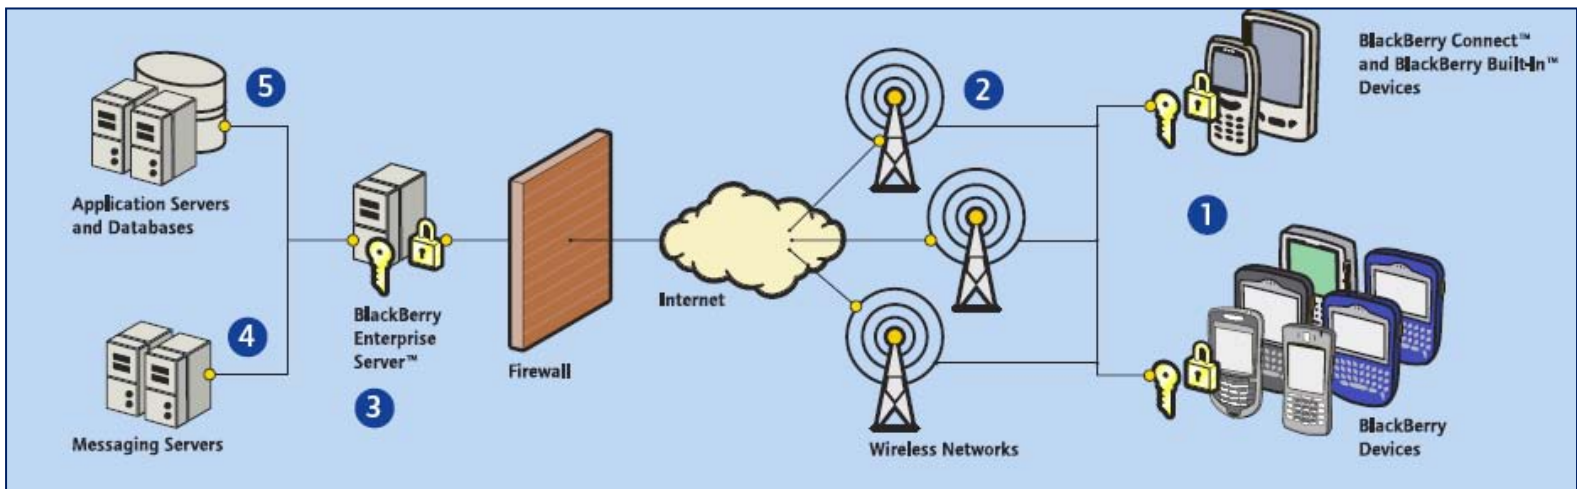 5
Application Servers
and Databases
4
Messaging Servers
BlackBerry
Enterprise
Server™
3
Firewall
Internet
2
Wireless Networks
BlackBerry Connect™
and BlackBerry Built-In™
Devices
1
BlackBerry
Devices